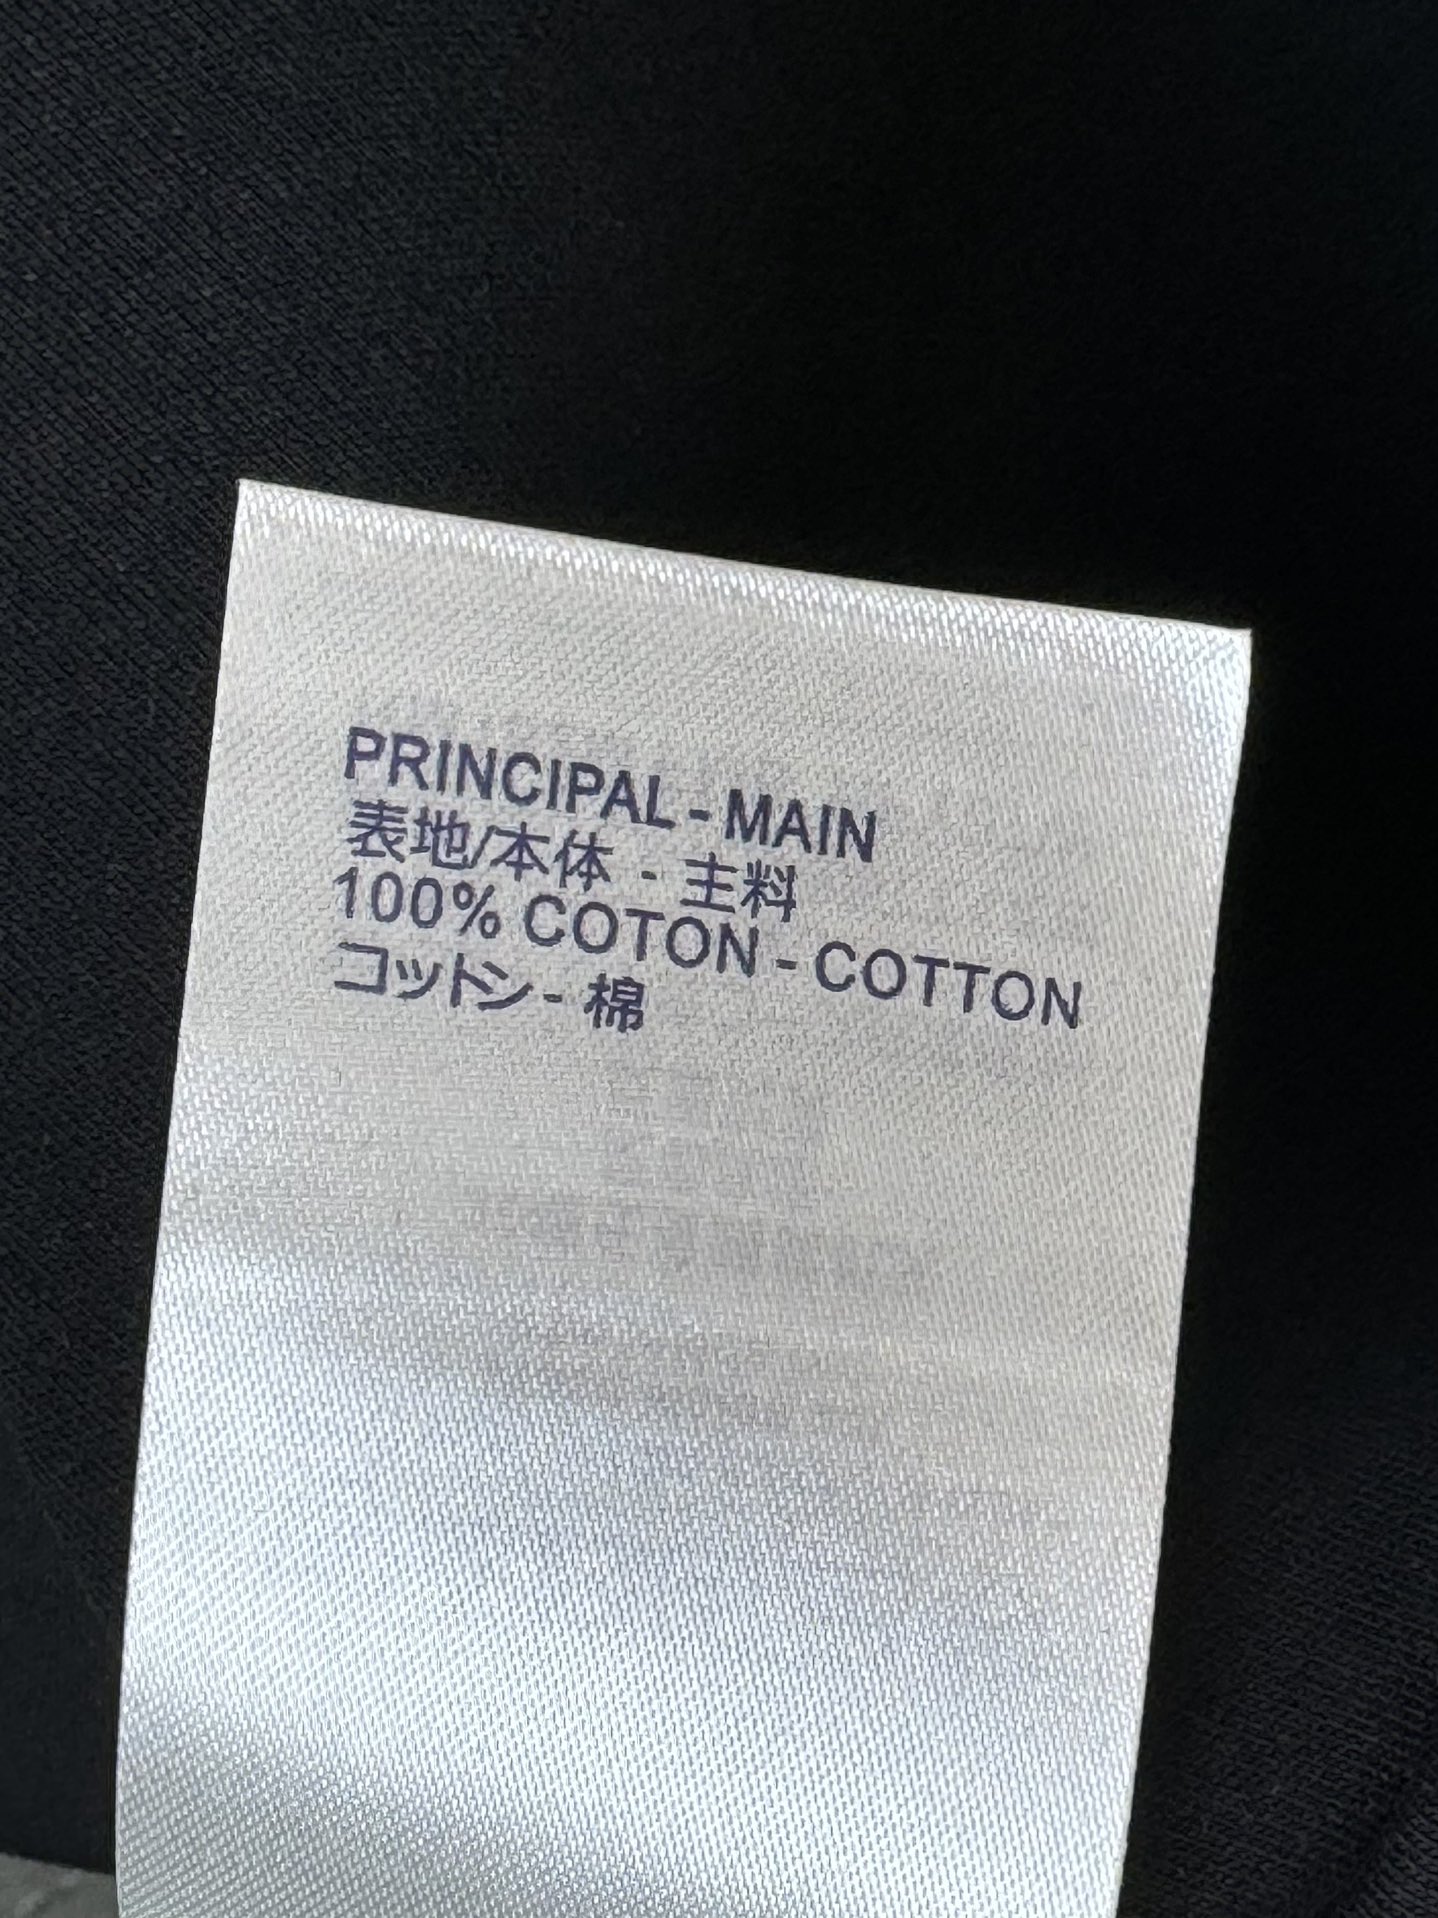 PRINCIPAL - MAIN
表地/本体 - 主料
100% COTON - COTTON
コットン - 棉